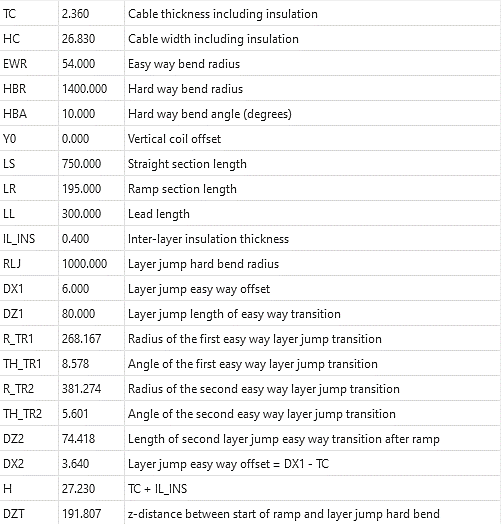 TC 2.360 Cable thickness including insulation
HC 26.830 Cable width including insulation
EWR 54.000 Easy way bend radius
HBR 1400.000 Hard way bend radius
HBA 10.000 Hard way bend angle (degrees)
Y0 0.000 Vertical coil offset
LS 750.000 Straight section length
LR 195.000 Ramp section length
LL 300.000 Lead length
IL_INS 0.400 Inter-layer insulation thickness
RLJ 1000.000 Layer jump hard bend radius
DX1 6.000 Layer jump easy way offset
DZ1 80.000 Layer jump length of easy way transition
R_TR1 268.167 Radius of the first easy way layer jump transition
TH_TR1 8.578 Angle of the first easy way layer jump transition
R_TR2 381.274 Radius of the second easy way layer jump transition
TH_TR2 5.601 Angle of the second easy way layer jump transition
DZ2 74.418 Length of second layer jump easy way transition after ramp
DX2 3.640 Layer jump easy way offset = DX1 - TC
H 27.230 TC + IL_INS
DZT 191.807 z-distance between start of ramp and layer jump hard bend